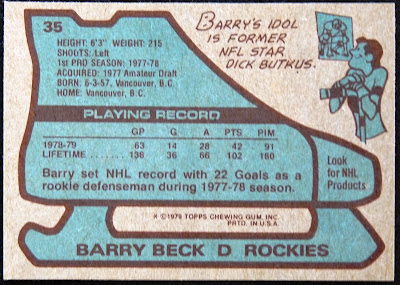 35
HEIGHT: 6'3" WEIGHT: 215
SHOOTS: Left
1st PRO SEASON: 1977-78
ACQUIRED: 1977 Amateur Draft
BORN: 6-3-57, Vancouver, B.C.
HOME: Vancouver, B.C.
BARRY'S IDOL
IS FORMER
NFL STAR
DICK BUTKUS.
PLAYING RECORD
GP G A PTS PIM
1978-79 63 14 28 42 91
LIFETIME 138 36 66 102 180
Barry set NHL record with 22 Goals as a
rookie defenseman during 1977-78 season.
Look
for NHL
Products
© 1979 TOPPS CHEWING GUM, INC.
PRTD. IN U.S.A.
BARRY BECK D ROCKIES